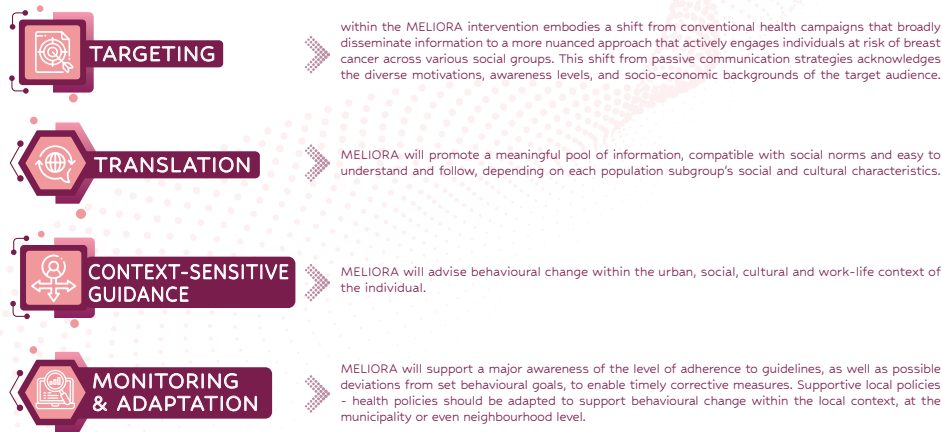 TARGETING
within the MELIORA intervention embodies a shift from conventional health campaigns that broadly
disseminate information to a more nuanced approach that actively engages individuals at risk of breast
cancer across various social groups. This shift from passive communication strategies acknowledges
the diverse motivations, awareness levels, and socio-economic backgrounds of the target audience.
TRANSLATION
MELIORA will promote a meaningful pool of information, compatible with social norms and easy to
understand and follow, depending on each population subgroup's social and cultural characteristics.
CONTEXT-SENSITIVE
GUIDANCE
MELIORA will advise behavioural change within the urban, social, cultural and work-life context of
the individual.
MONITORING
& ADAPTATION
MELIORA will support a major awareness of the level of adherence to guidelines, as well as possible
deviations from set behavioural goals, to enable timely corrective measures. Supportive local policies
- health policies should be adapted to support behavioural change within the local context, at the
municipality or even neighbourhood level.